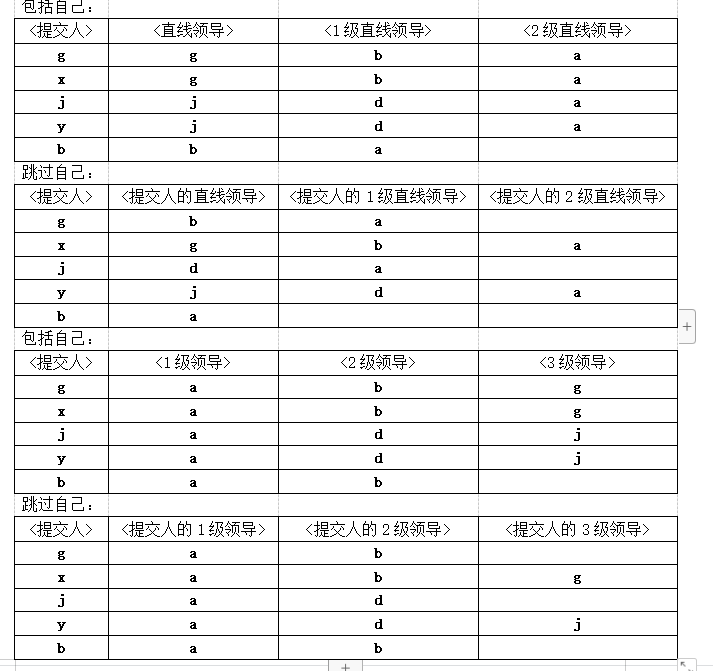 包括自己：
<提交人> <直线领导> <1级直线领导> <2级直线领导>
g g b a
x g b a
j j d a
y j d a
b b a
跳过自己：
<提交人> <提交人的直线领导> <提交人的1级直线领导> <提交人的2级直线领导>
g b a
x g b a
j d a
y j d a
b a
包括自己：
<提交人> <1级领导> <2级领导> <3级领导>
g a b g
x a b g
j a d j
y a d j
b a b
跳过自己：
<提交人> <提交人的1级领导> <提交人的2级领导> <提交人的3级领导>
g a b
x a b g
j a d
y a d j
b a b